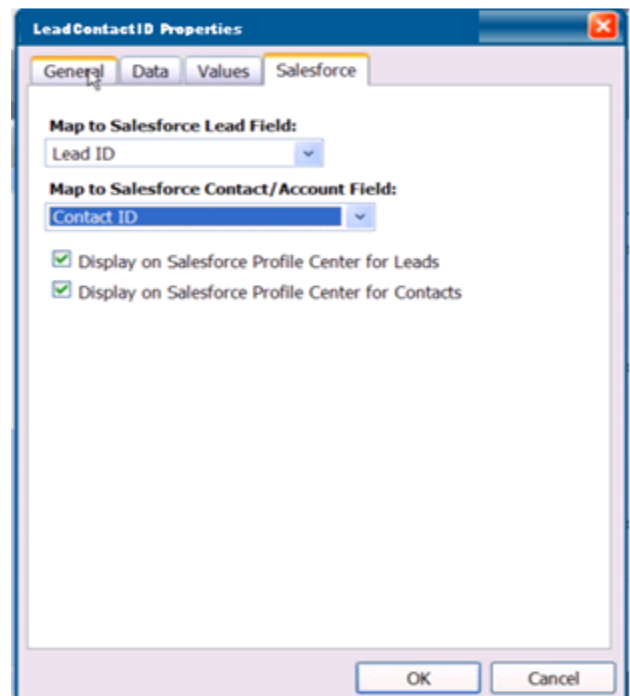 LeadContactID Properties
General Data Values Salesforce
Map to Salesforce Lead Field:
Lead ID
Map to Salesforce Contact/Account Field:
Contact ID
Display on Salesforce Profile Center for Leads
Display on Salesforce Profile Center for Contacts
OK Cancel